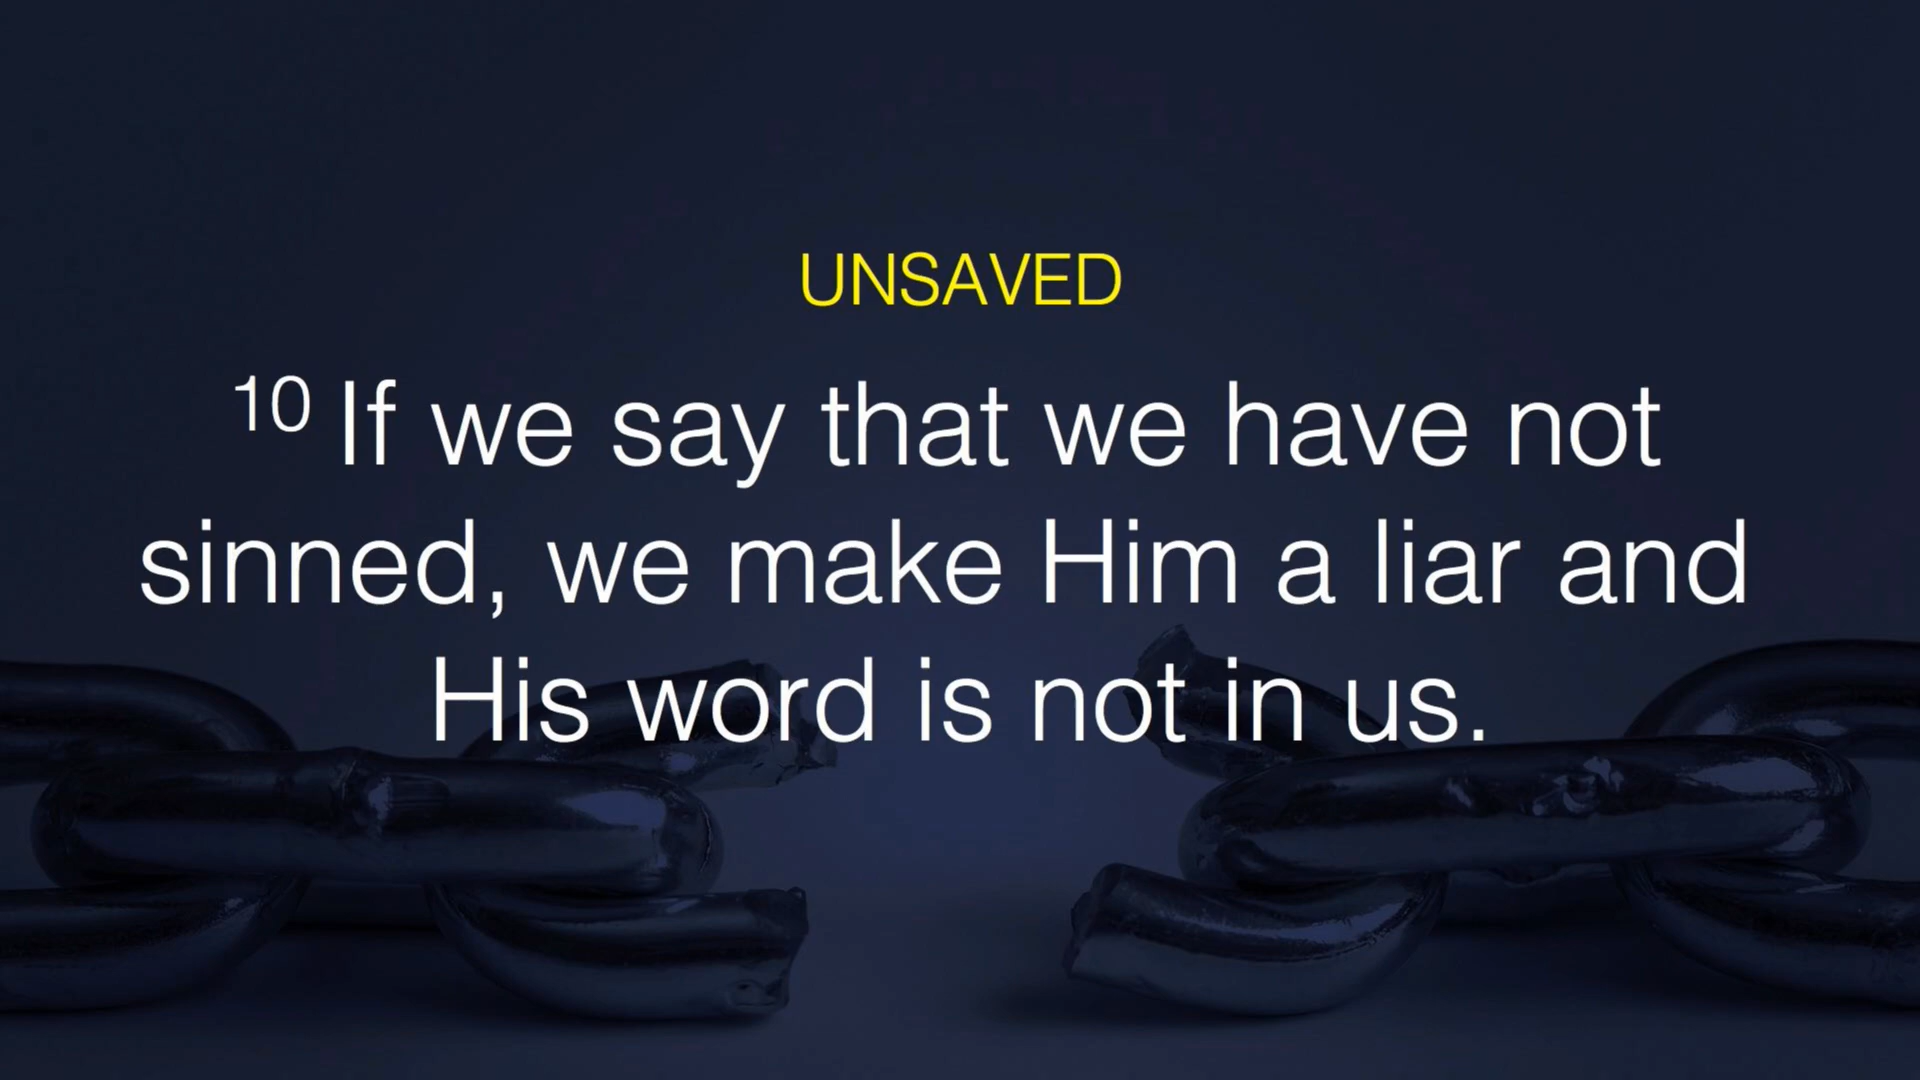 UNSAVED
10 If we say that we have not
sinned, we make Him a liar and
His word is not in us.